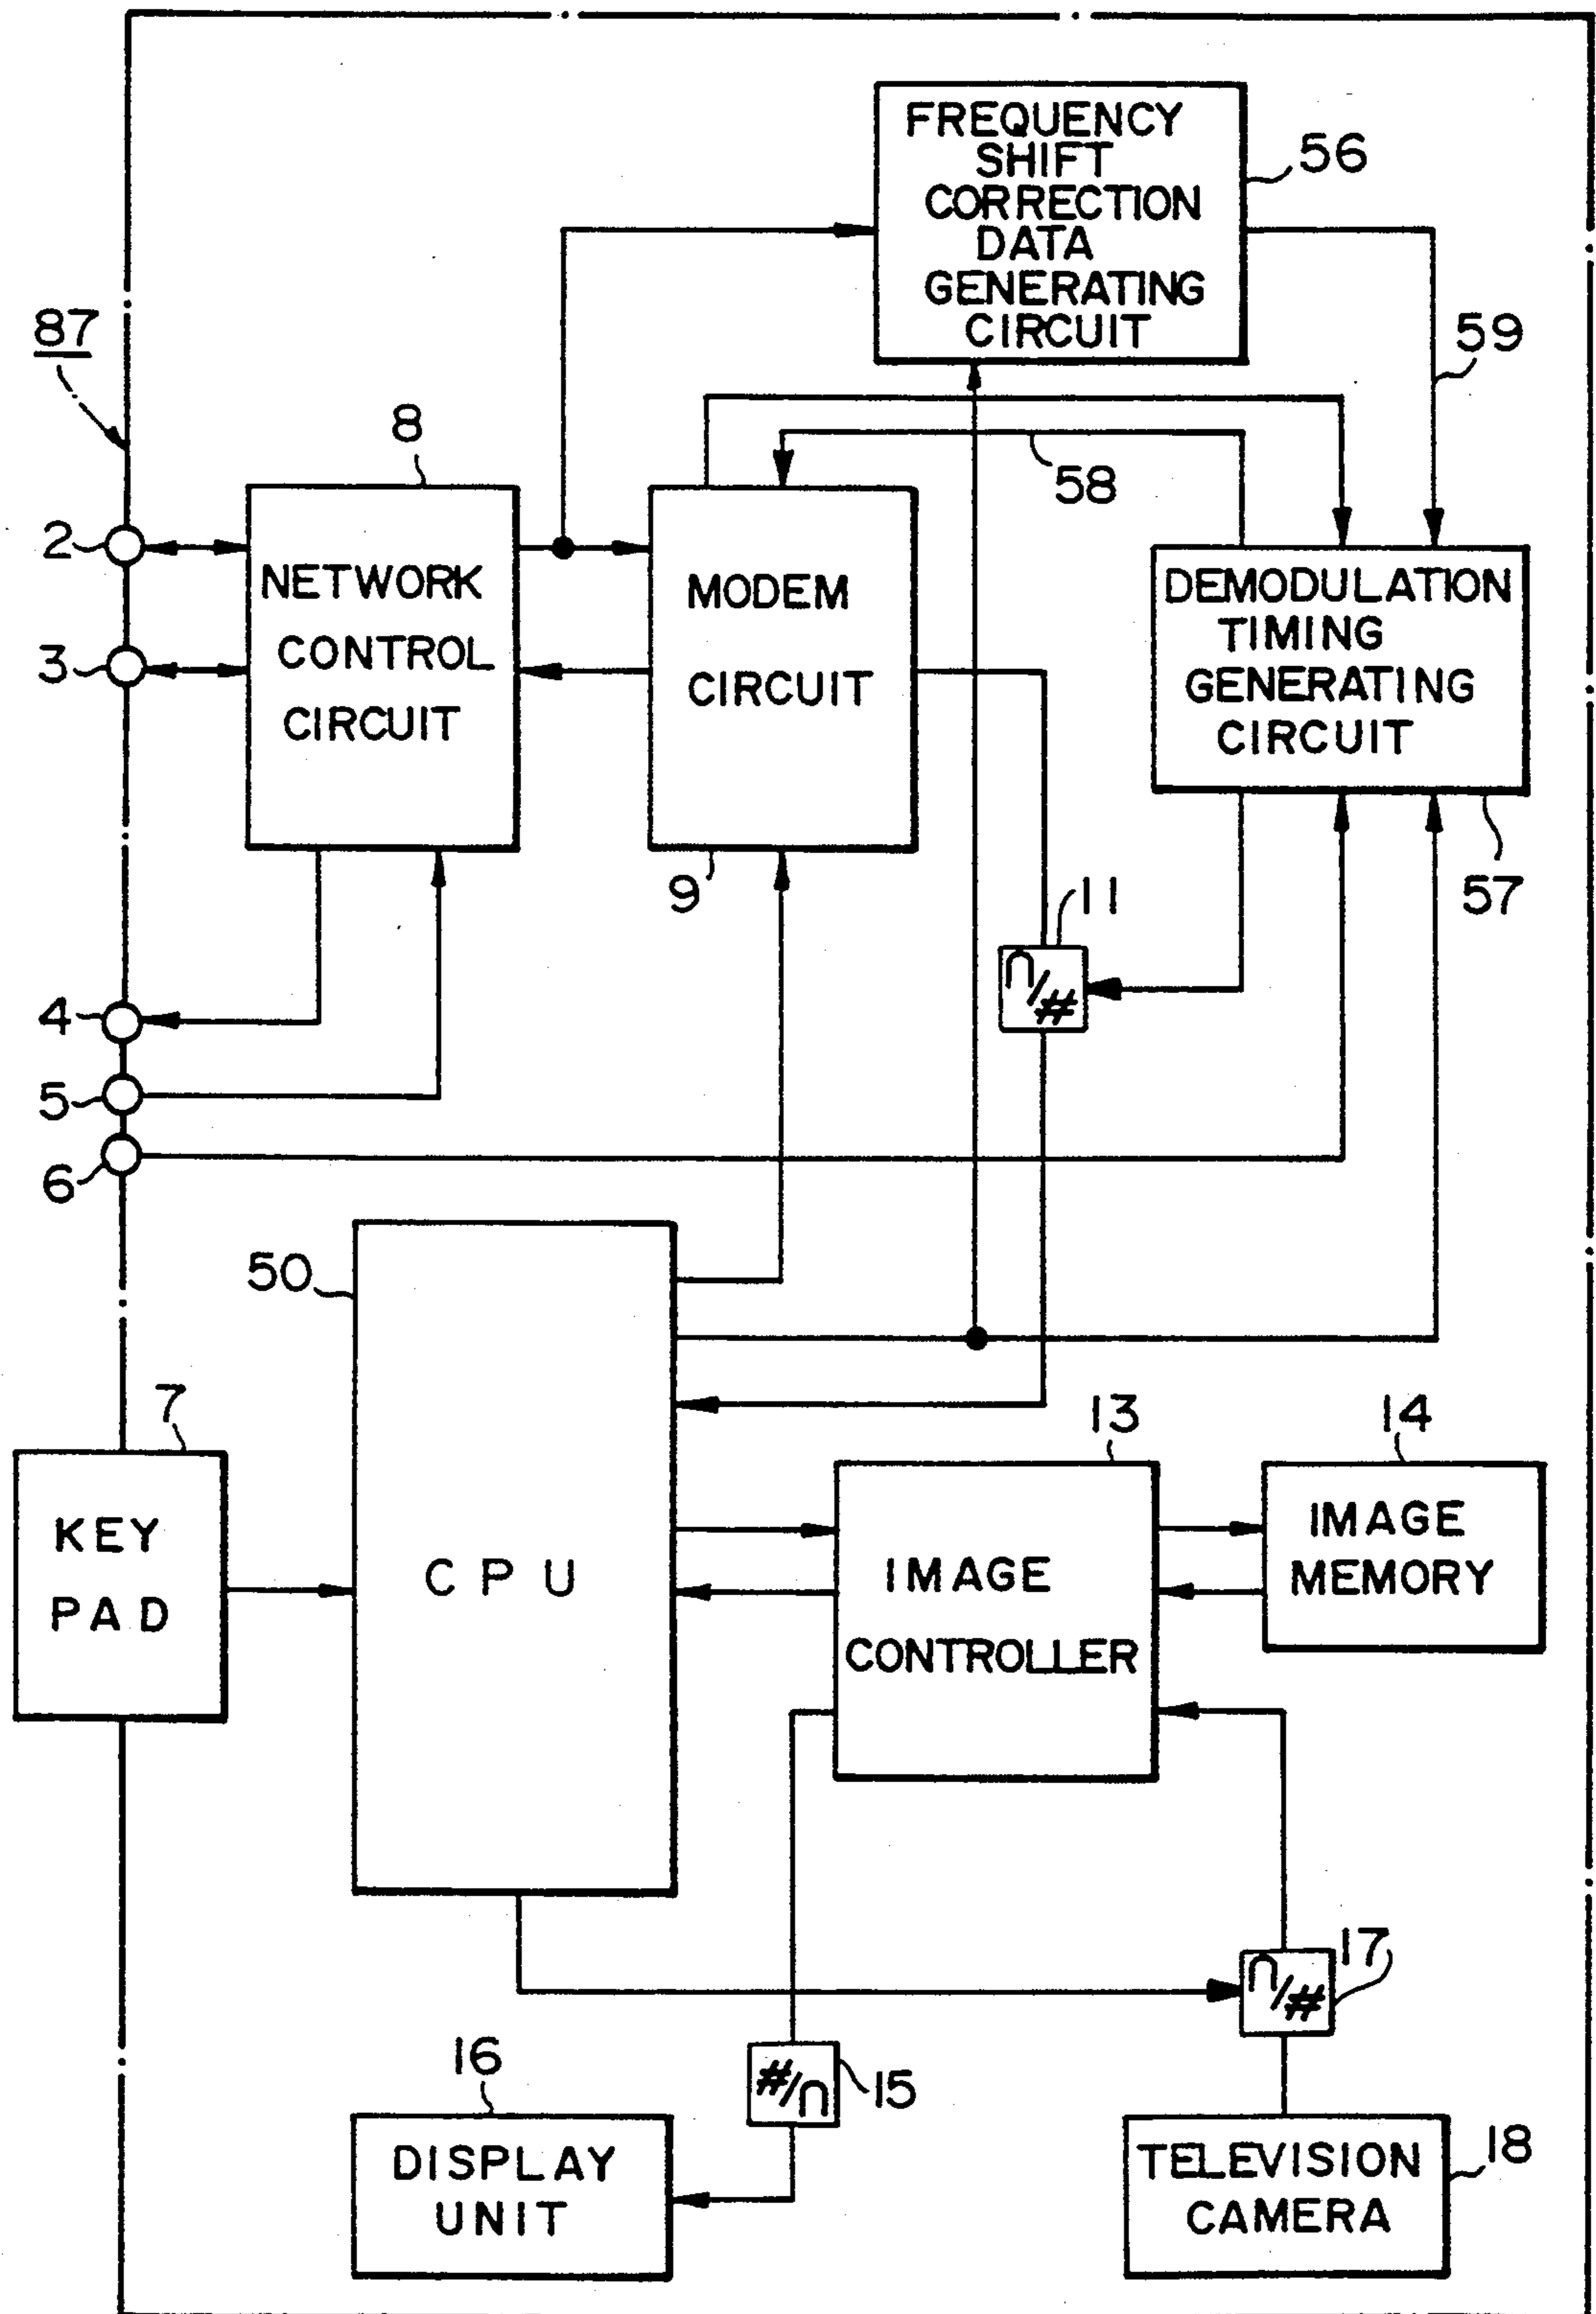 FREQUENCY
SHIFT
CORRECTION
DATA
GENERATING
CIRCUIT
56
87
59
8
58
2
NETWORK
CONTROL
CIRCUIT
MODEM
CIRCUIT
DEMODULATION
TIMING
GENERATING
CIRCUIT
3
9
11
57
∩/#
4
5
6
50
7
13
14
KEY
PAD
CPU
IMAGE
CONTROLLER
IMAGE
MEMORY
17
∩/#
16
#/∩
15
DISPLAY
UNIT
TELEVISION
CAMERA
18